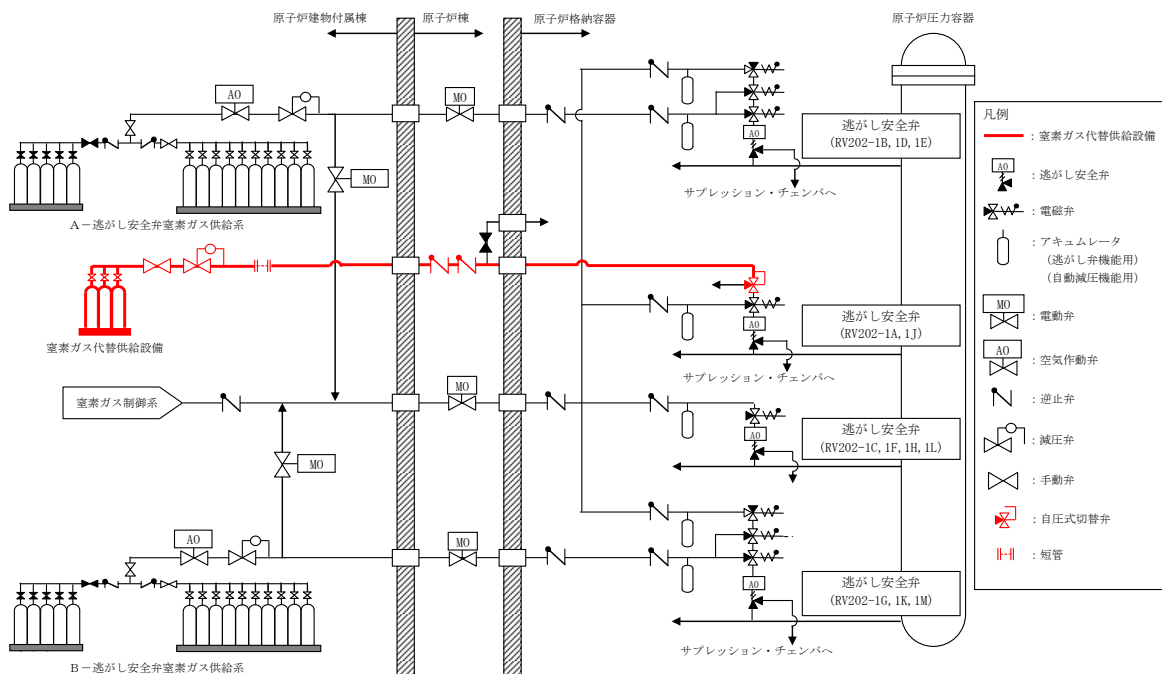 原子炉建物付属棟
原子炉棟
原子炉格納容器
原子炉圧力容器
AO
MO
MO
A-逃がし安全弁窒素ガス供給系
AO
逃がし安全弁
(RV202-1B, 1D, 1E)
サプレッション・チェンバへ
窒素ガス代替供給設備
AO
逃がし安全弁
(RV202-1A, 1J)
サプレッション・チェンバへ
窒素ガス制御系
MO
MO
AO
逃がし安全弁
(RV202-1C, 1F, 1H, 1L)
AO
MO
B-逃がし安全弁窒素ガス供給系
AO
逃がし安全弁
(RV202-1G, 1K, 1M)
サプレッション・チェンバへ
凡例
:窒素ガス代替供給設備
AO
:逃がし安全弁
:電磁弁
:アキュムレータ
(逃がし弁機能用)
(自動減圧機能用)
MO
:電動弁
AO
:空気作動弁
:逆止弁
:減圧弁
:手動弁
:自圧式切替弁
:短管